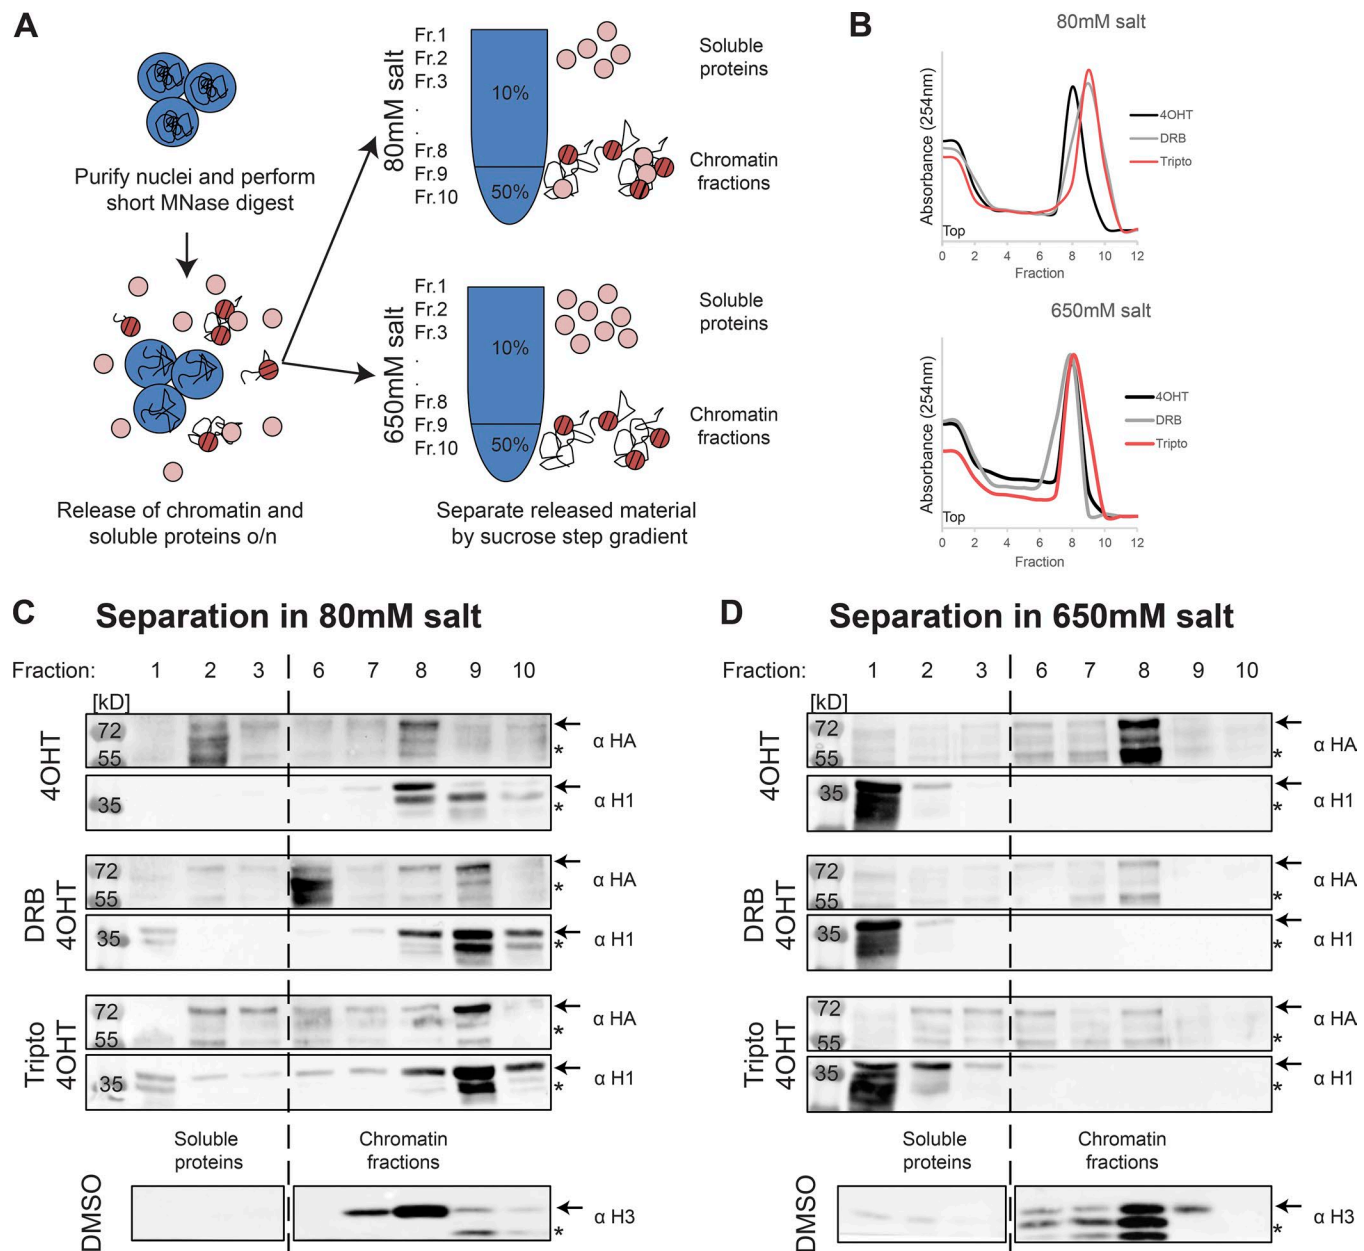 A
Purify nuclei and perform
short MNase digest
Release of chromatin and
soluble proteins o/n
80mM salt
Fr.1
Fr.2
Fr.3
.
.
Fr.8
Fr.9
Fr.10
10%
50%
Soluble
proteins
Chromatin
fractions
650mM salt
Fr.1
Fr.2
Fr.3
.
.
Fr.8
Fr.9
Fr.10
10%
50%
Soluble
proteins
Chromatin
fractions
Separate released material
by sucrose step gradient
B
80mM salt
Absorbance (254nm)
Top
4OHT
DRB
Tripto
0 2 4 6 8 10 12
Fraction
650mM salt
Absorbance (254nm)
Top
4OHT
DRB
Tripto
0 2 4 6 8 10 12
Fraction
C Separation in 80mM salt
Fraction: 1 2 3 6 7 8 9 10
[kD]
4OHT
72
55
* α HA
35
* α H1
DRB
4OHT
72
55
* α HA
35
* α H1
Tripto
4OHT
72
55
* α HA
35
* α H1
Soluble
proteins
Chromatin
fractions
DMSO
* α H3
D Separation in 650mM salt
Fraction: 1 2 3 6 7 8 9 10
[kD]
4OHT
72
55
* α HA
35
* α H1
DRB
4OHT
72
55
* α HA
35
* α H1
Tripto
4OHT
72
55
* α HA
35
* α H1
Soluble
proteins
Chromatin
fractions
DMSO
* α H3